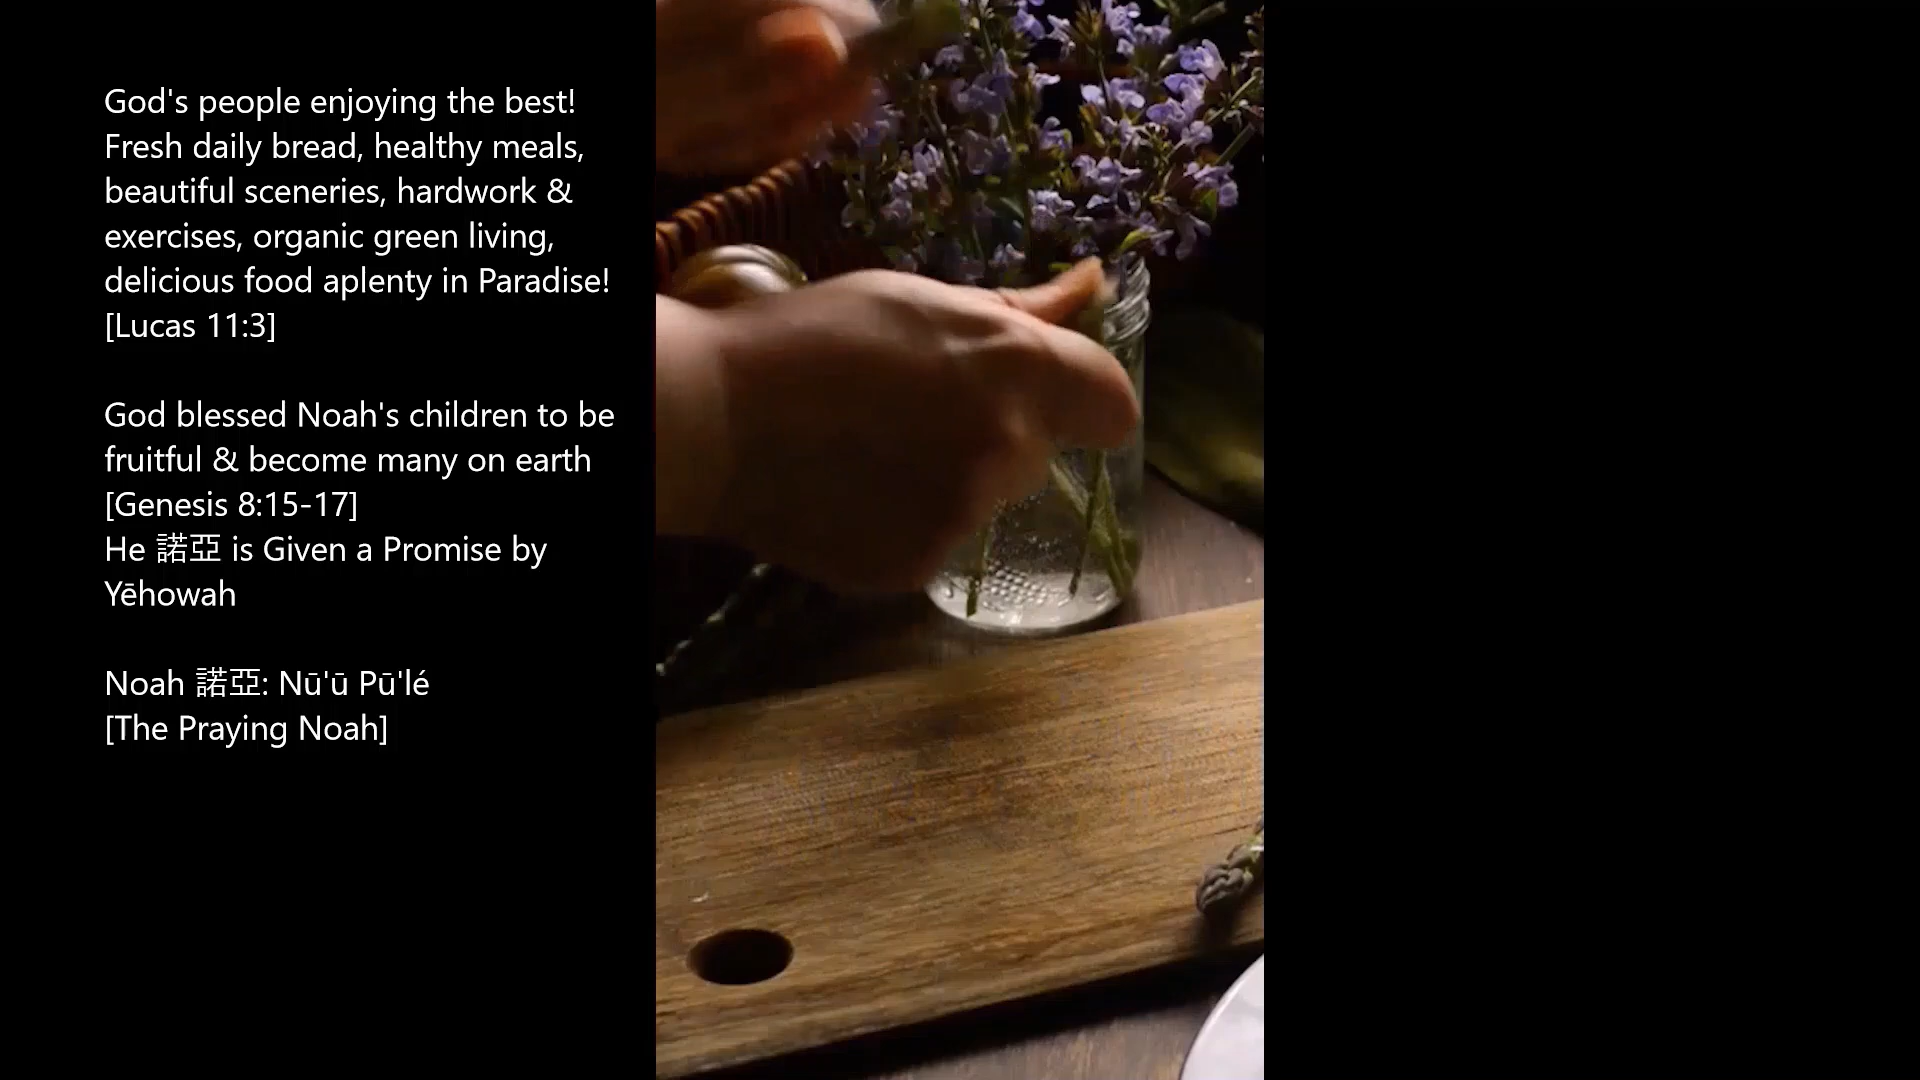 God's people enjoying the best!
Fresh daily bread, healthy meals,
beautiful sceneries, hardwork &
exercises, organic green living,
delicious food aplenty in Paradise!
[Lucas 11:3]
God blessed Noah's children to be
fruitful & become many on earth
[Genesis 8:15-17]
He 諾亞 is Given a Promise by
Yēhowah
Noah 諾亞: Nū'ū Pū'lé
[The Praying Noah]